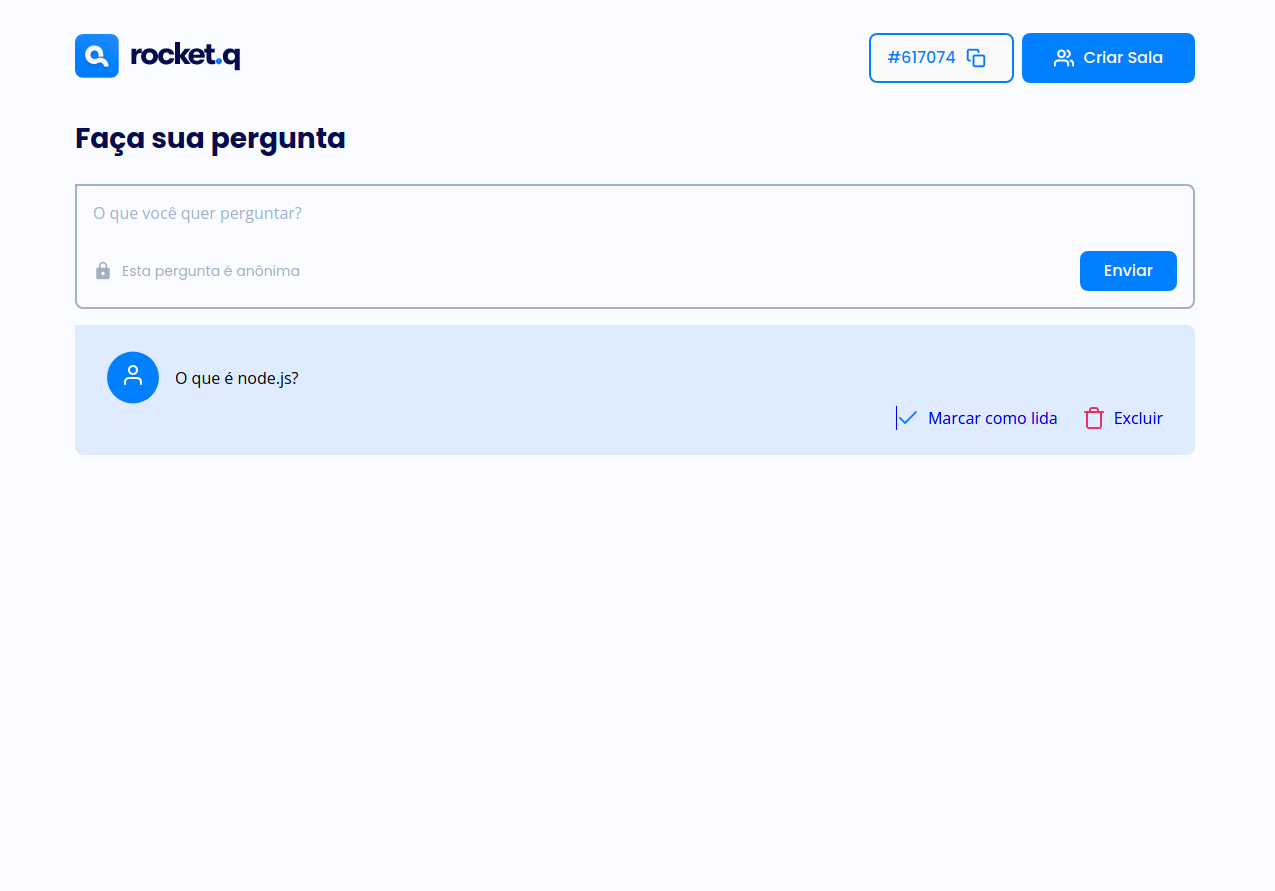 rocket.q
#617074
Criar Sala
Faça sua pergunta
O que você quer perguntar?
Esta pergunta é anônima
Enviar
O que é node.js?
Marcar como lida
Excluir